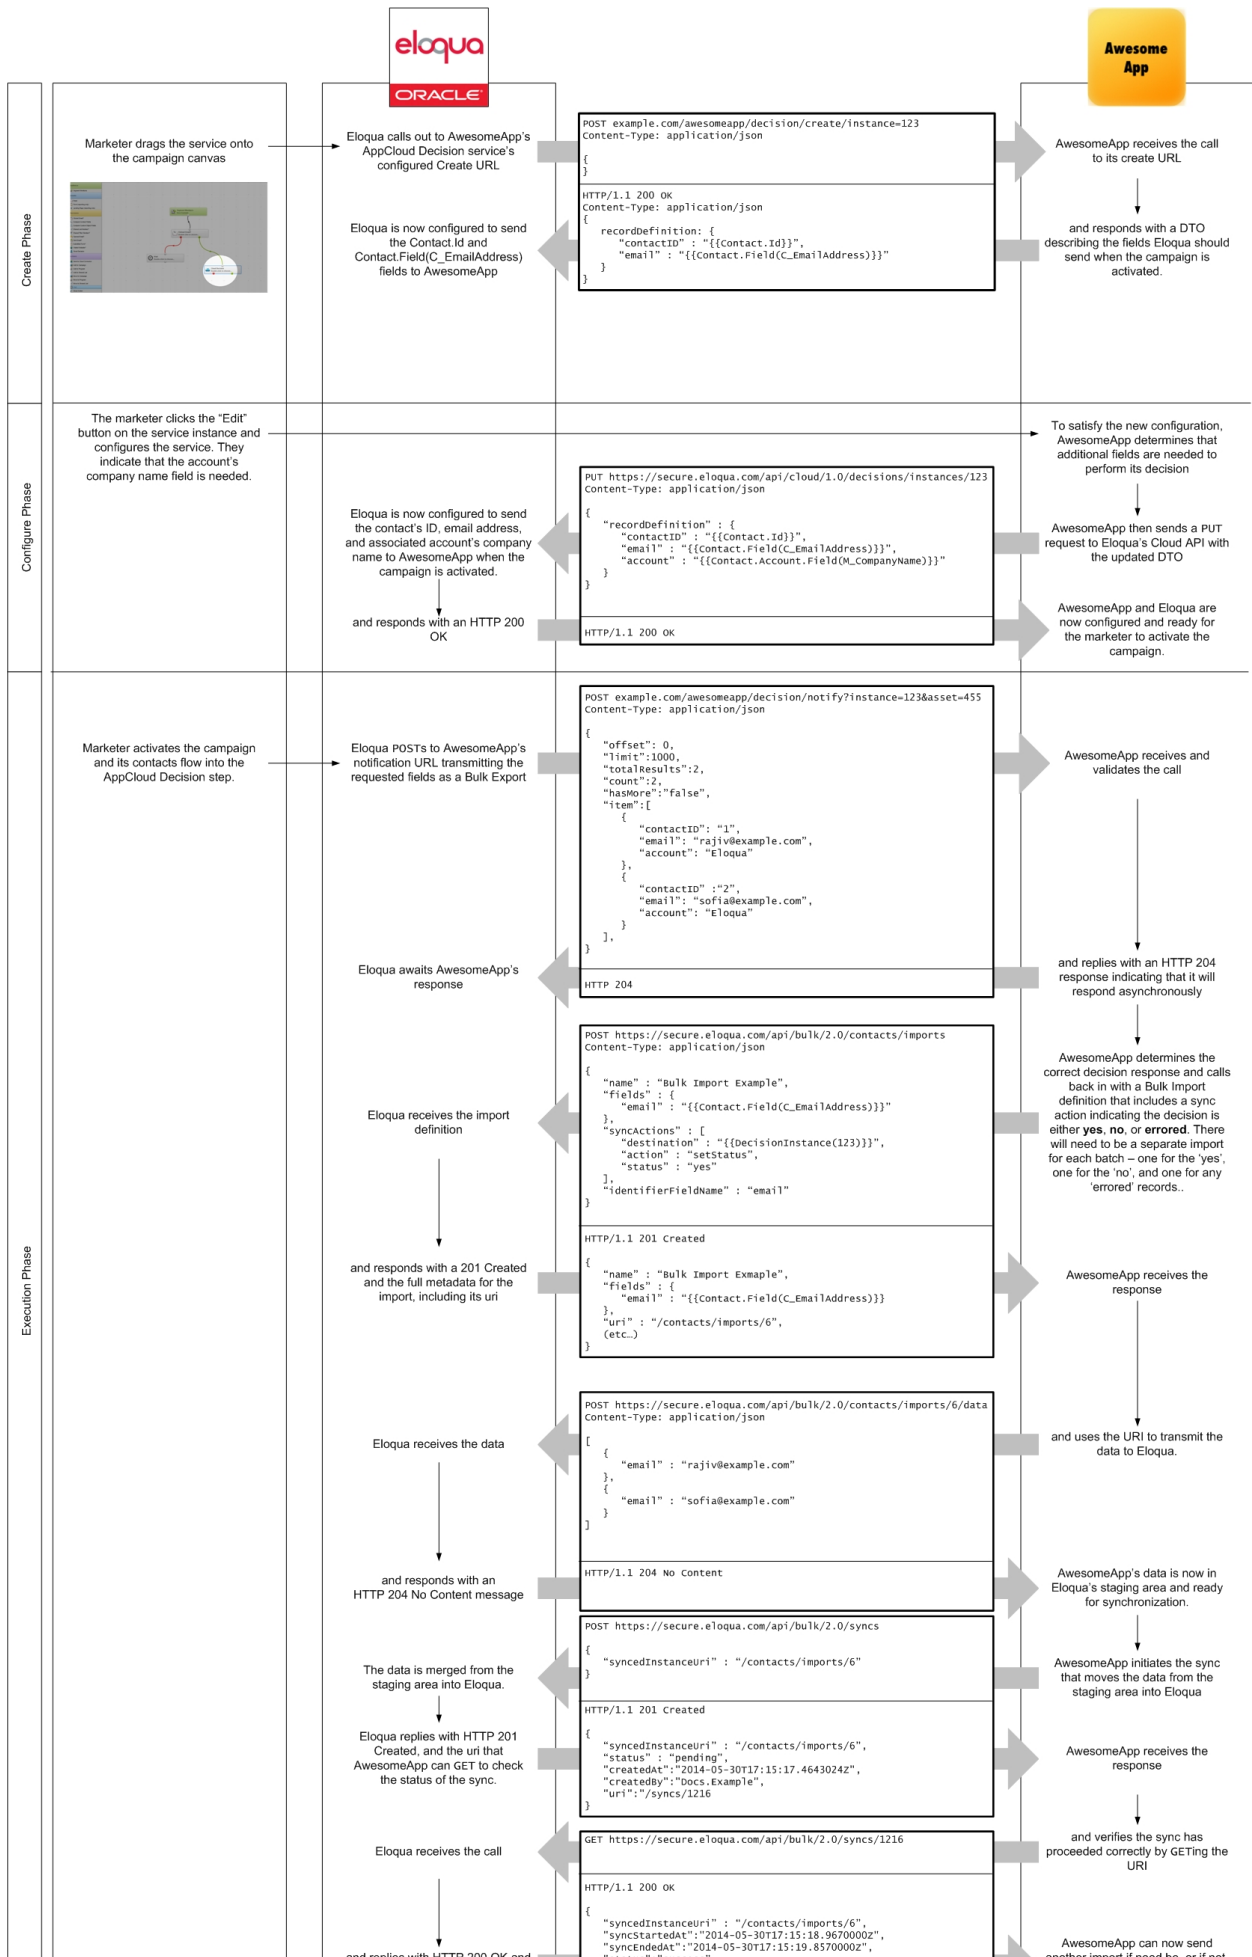 eloqua
ORACLE
Awesome
App
Create Phase
Marketer drags the service onto
the campaign canvas
Eloqua calls out to AwesomeApp's
AppCloud Decision service's
configured Create URL
POST example.com/awesomeapp/decision/create/instance=123
Content-Type: application/json
{
}
AwesomeApp receives the call
to its create URL
Eloqua is now configured to send
the Contact.Id and
Contact.Field(C_EmailAddress)
fields to AwesomeApp
HTTP/1.1 200 OK
Content-Type: application/json
{
recordDefinition: {
"contactID" : "{{Contact.Id}}",
"email" : "{{Contact.Field(C_EmailAddress)}}"
}
}
and responds with a DTO
describing the fields Eloqua should
send when the campaign is
activated.
Configure Phase
The marketer clicks the "Edit"
button on the service instance and
configures the service. They
indicate that the account's
company name field is needed.
To satisfy the new configuration,
AwesomeApp determines that
additional fields are needed to
perform its decision
Eloqua is now configured to send
the contact's ID, email address,
and associated account's company
name to AwesomeApp when the
campaign is activated.
PUT https://secure.eloqua.com/api/cloud/1.0/decisions/instances/123
Content-Type: application/json
{
"recordDefinition" : {
"contactID" : "{{Contact.Id}}",
"email" : "{{Contact.Field(C_EmailAddress)}}",
"account" : "{{Contact.Account.Field(M_CompanyName)}}"
}
}
AwesomeApp then sends a PUT
request to Eloqua's Cloud API with
the updated DTO
and responds with an HTTP 200
OK
HTTP/1.1 200 OK
AwesomeApp and Eloqua are
now configured and ready for
the marketer to activate the
campaign.
Execution Phase
Marketer activates the campaign
and its contacts flow into the
AppCloud Decision step.
Eloqua POSTs to AwesomeApp's
notification URL transmitting the
requested fields as a Bulk Export
POST example.com/awesomeapp/decision/notify?instance=123&asset=455
Content-Type: application/json
{
"offset": 0,
"limit":1000,
"totalResults":2,
"count":2,
"hasMore":"false",
"item":[
{
"contactID": "1",
"email": "rajiv@example.com",
"account": "Eloqua"
},
{
"contactID" :"2",
"email": "sofia@example.com",
"account": "Eloqua"
}
],
}
AwesomeApp receives and
validates the call
Eloqua awaits AwesomeApp's
response
HTTP 204
and replies with an HTTP 204
response indicating that it will
respond asynchronously
Eloqua receives the import
definition
POST https://secure.eloqua.com/api/bulk/2.0/contacts/imports
Content-Type: application/json
{
"name" : "Bulk Import Example",
"fields" : {
"email" : "{{Contact.Field(C_EmailAddress)}}"
},
"syncActions" : [
"destination" : "{{DecisionInstance(123)}}",
"action" : "setStatus",
"status" : "yes"
],
"identifierFieldName" : "email"
}
AwesomeApp determines the
correct decision response and calls
back in with a Bulk Import
definition that includes a sync
action indicating the decision is
either yes, no, or errored. There
will need to be a separate import
for each batch – one for the 'yes',
one for the 'no', and one for any
'errored' records..
and responds with a 201 Created
and the full metadata for the
import, including its uri
HTTP/1.1 201 Created
{
"name" : "Bulk Import Exmaple",
"fields" : {
"email" : "{{Contact.Field(C_EmailAddress)}}
},
"uri" : "/contacts/imports/6",
(etc…)
}
AwesomeApp receives the
response
Eloqua receives the data
POST https://secure.eloqua.com/api/bulk/2.0/contacts/imports/6/data
Content-Type: application/json
[
{
"email" : "rajiv@example.com"
},
{
"email" : "sofia@example.com"
}
]
and uses the URI to transmit the
data to Eloqua.
and responds with an
HTTP 204 No Content message
HTTP/1.1 204 No Content
AwesomeApp's data is now in
Eloqua's staging area and ready
for synchronization.
The data is merged from the
staging area into Eloqua.
POST https://secure.eloqua.com/api/bulk/2.0/syncs
{
"syncedInstanceUri" : "/contacts/imports/6"
}
AwesomeApp initiates the sync
that moves the data from the
staging area into Eloqua
Eloqua replies with HTTP 201
Created, and the uri that
AwesomeApp can GET to check
the status of the sync.
HTTP/1.1 201 Created
{
"syncedInstanceUri" : "/contacts/imports/6",
"status" : "pending",
"createdAt":"2014-05-30T17:15:17.4643024Z",
"createdBy":"Docs.Example",
"uri":"/syncs/1216
}
AwesomeApp receives the
response
Eloqua receives the call
GET https://secure.eloqua.com/api/bulk/2.0/syncs/1216
and verifies the sync has
proceeded correctly by GETing the
URI
and replies with HTTP 200 OK and
HTTP/1.1 200 OK
{
"syncedInstanceUri" : "/contacts/imports/6",
"syncStartedAt":"2014-05-30T17:15:18.9670000Z",
"syncEndedAt":"2014-05-30T17:15:19.8570000Z",
AwesomeApp can now send
another import if need be, or if not